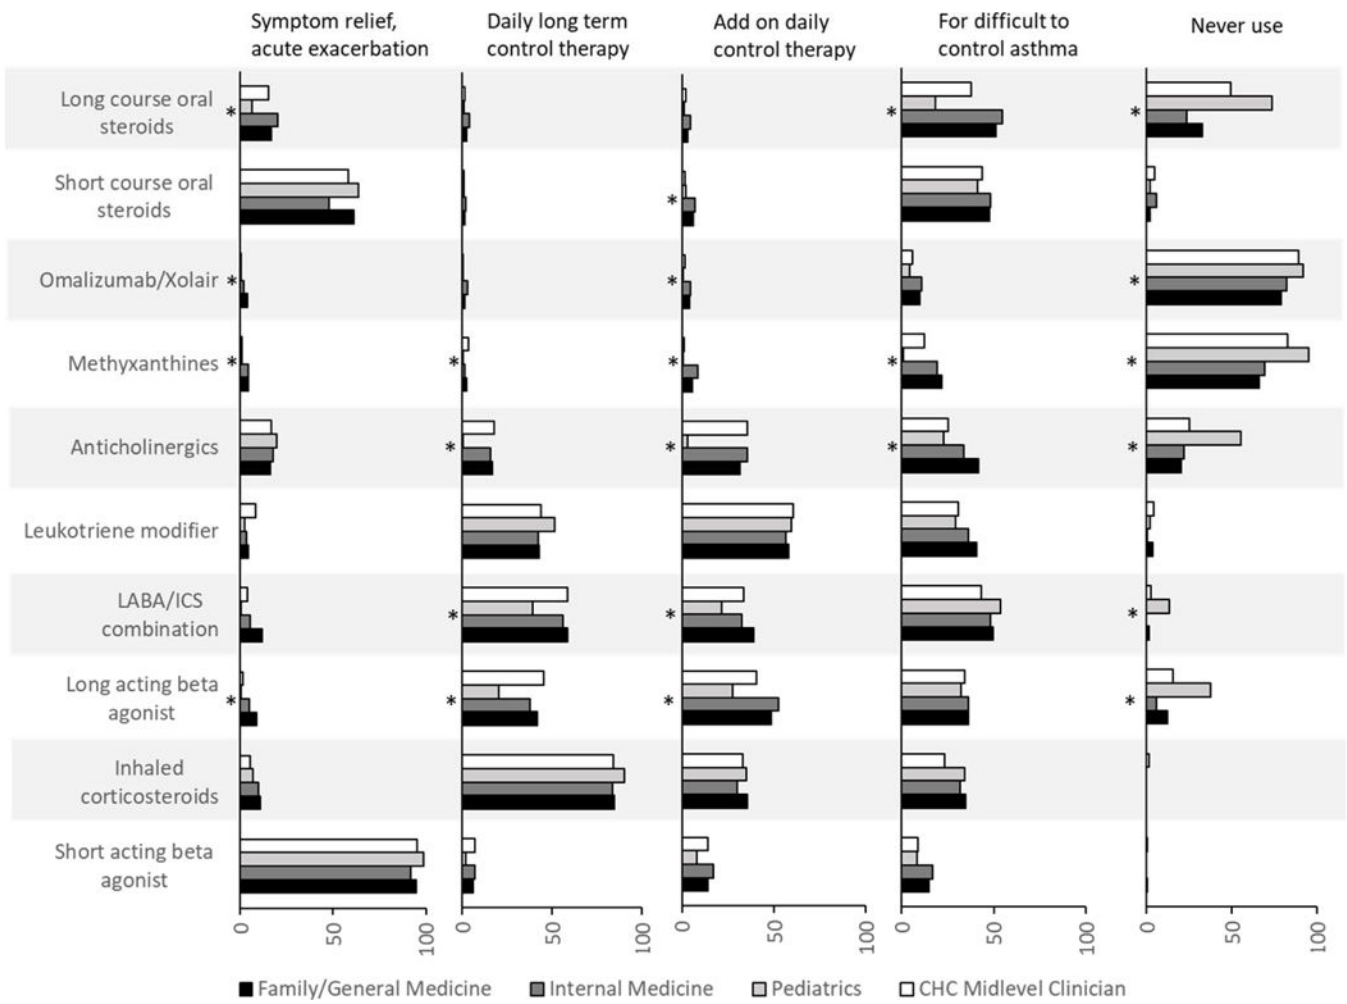 Symptom relief,
acute exacerbation
Daily long term
control therapy
Add on daily
control therapy
For difficult to
control asthma
Never use
Long course oral
steroids
*
*
*
Short course oral
steroids
*
Omalizumab/Xolair
*
*
*
Methyxanthines
*
*
*
*
*
Anticholinergics
*
*
*
*
Leukotriene modifier
LABA/ICS
combination
*
*
*
Long acting beta
agonist
*
*
*
*
Inhaled
corticosteroids
Short acting beta
agonist
0
50
100
0
50
100
0
50
100
0
50
100
0
50
100
Family/General Medicine
Internal Medicine
Pediatrics
CHC Midlevel Clinician